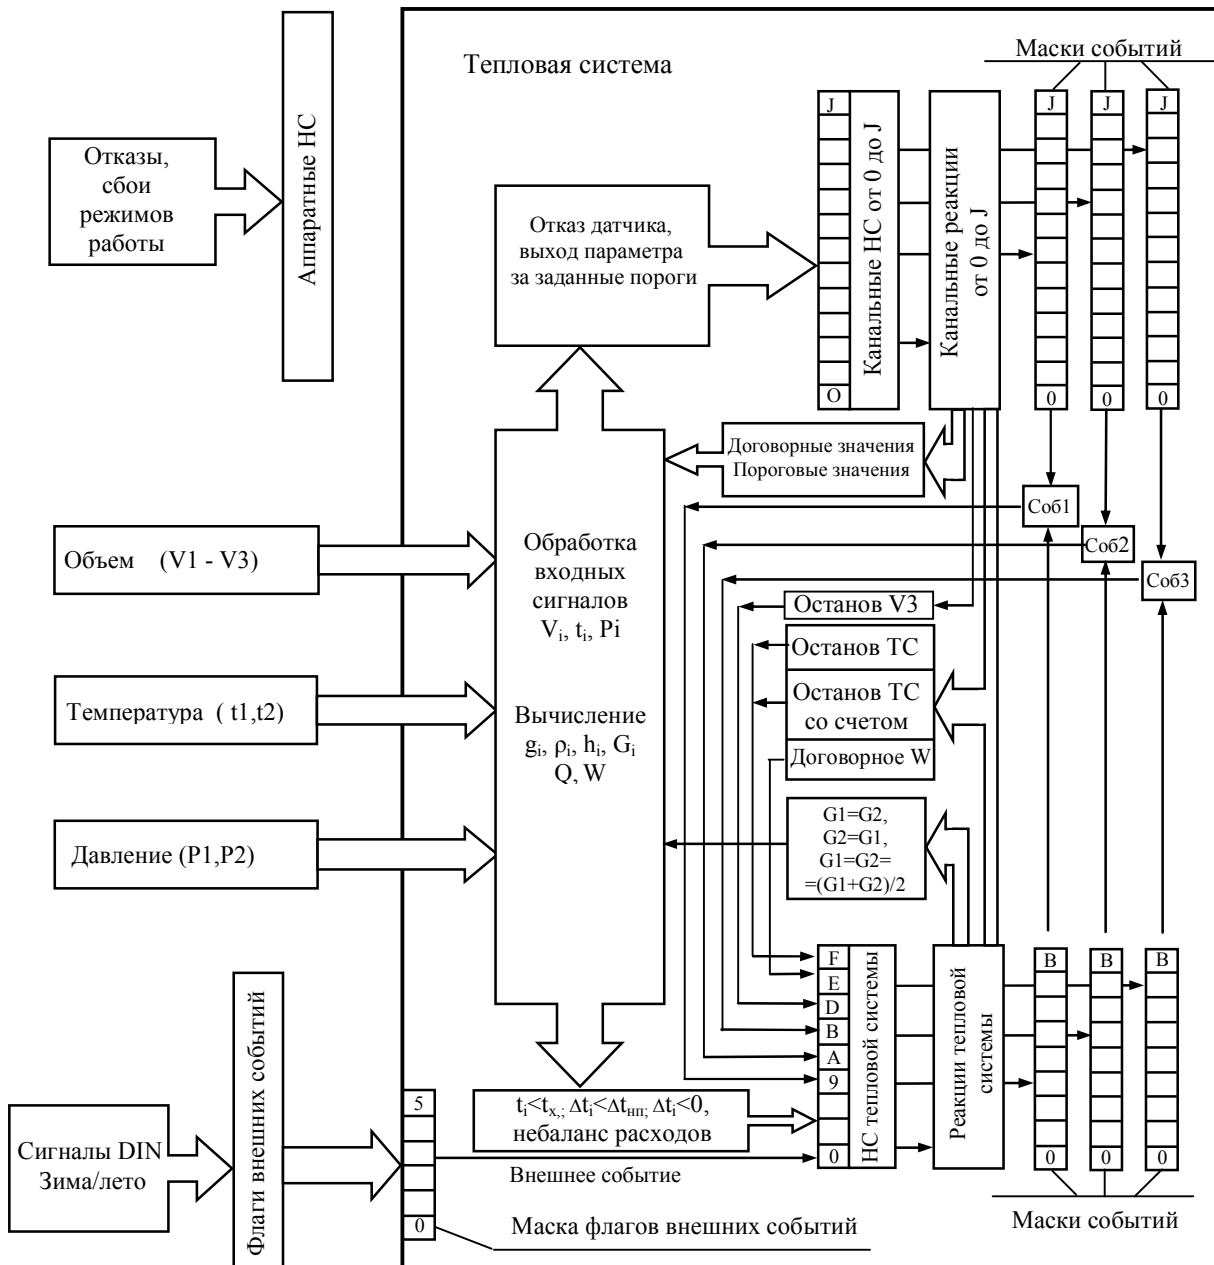 Тепловая система
Маски событий
Отказы,
сбои
режимов
работы
Аппаратные НС
Отказ датчика,
выход параметра
за заданные пороги
J
O
Канальные НС от 0 до J
Канальные реакции
от 0 до J
J
J
J
0
0
0
Договорные значения
Пороговые значения
Соб1
Соб2
Соб3
Объем (V1 - V3)
Температура ( t1,t2)
Давление (P1,P2)
Обработка
входных
сигналов
Vi, ti, Pi
Вычисление
gi, ρi, hi, Gi
Q, W
Останов V3
Останов ТС
Останов ТС
со счетом
Договорное W
G1=G2,
G2=G1,
G1=G2=
=(G1+G2)/2
F
E
D
B
A
9
0
НС тепловой системы
Реакции тепловой
системы
B
B
B
0
0
0
Маски событий
ti<tх,; Δti<Δtнп; Δti<0,
небаланс расходов
Внешнее событие
Сигналы DIN
Зима/лето
Флаги внешних событий
5
0
Маска флагов внешних событий